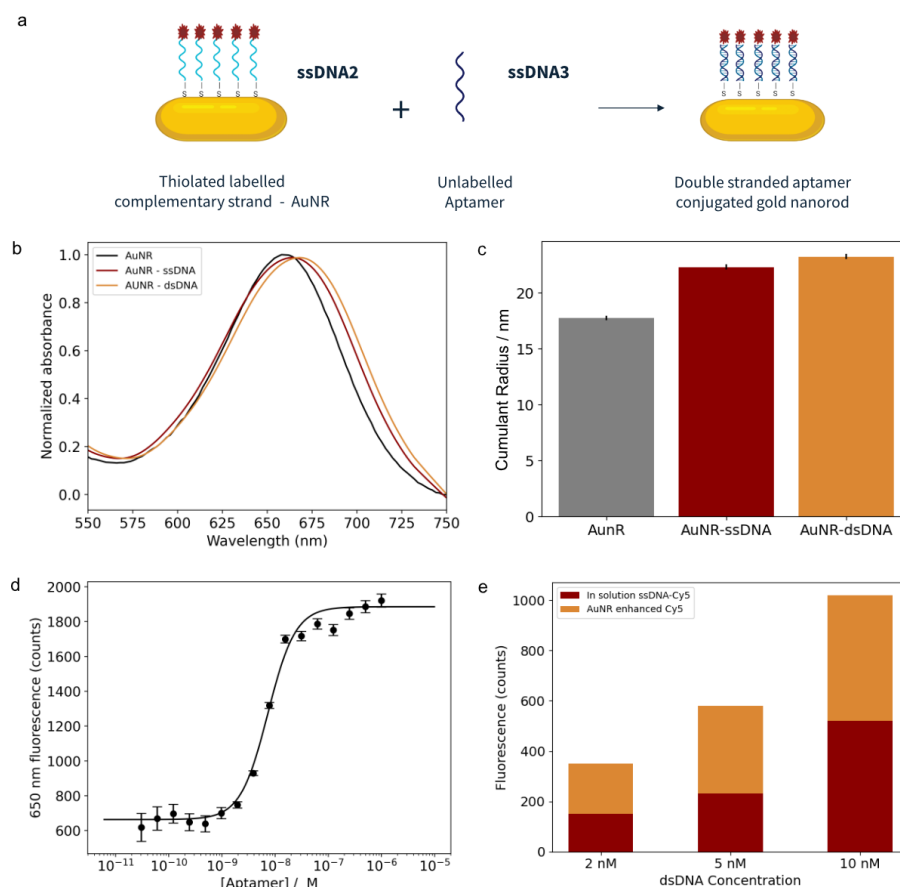 a
ssDNA2
ssDNA3
+
S S S S S
S S S S S
Thiolated labelled
complementary strand - AuNR
Unlabelled
Aptamer
Double stranded aptamer
conjugated gold nanorod
b
AuNR
AuNR - ssDNA
AUNR - dsDNA
Normalized absorbance
1.0
0.8
0.6
0.4
0.2
0.0
550 575 600 625 650 675 700 725 750
Wavelength (nm)
c
Cumulant Radius / nm
20
15
10
5
0
AunR AuNR-ssDNA AuNR-dsDNA
d
650 nm fluorescence (counts)
2000
1800
1600
1400
1200
1000
800
600
10⁻¹¹ 10⁻¹⁰ 10⁻⁹ 10⁻⁸ 10⁻⁷ 10⁻⁶ 10⁻⁵
[Aptamer] / M
e
In solution ssDNA-Cy5
AuNR enhanced Cy5
Fluorescence (counts)
1000
800
600
400
200
0
2 nM 5 nM 10 nM
dsDNA Concentration